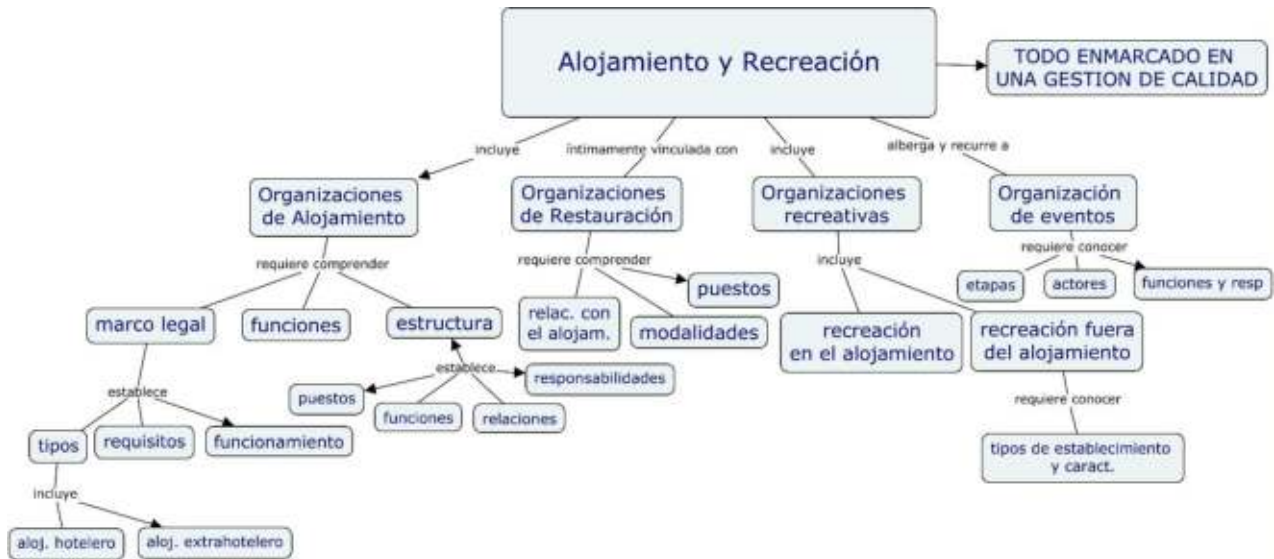 Alojamiento y Recreación
TODO ENMARCADO EN
UNA GESTION DE CALIDAD
incluye
íntimamente vinculada con
incluye
alberga y recurre a
Organizaciones
de Alojamiento
Organizaciones
de Restauración
Organizaciones
recreativas
Organización
de eventos
requiere comprender
requiere comprender
incluye
requiere conocer
marco legal
funciones
estructura
relac. con
el alojam.
puestos
modalidades
recreación
en el alojamiento
recreación fuera
del alojamiento
etapas
actores
funciones y resp
establece
establece
requiere conocer
tipos
requisitos
funcionamiento
puestos
funciones
relaciones
responsabilidades
tipos de establecimiento
y caract.
incluye
aloj. hotelero
aloj. extrahotelero